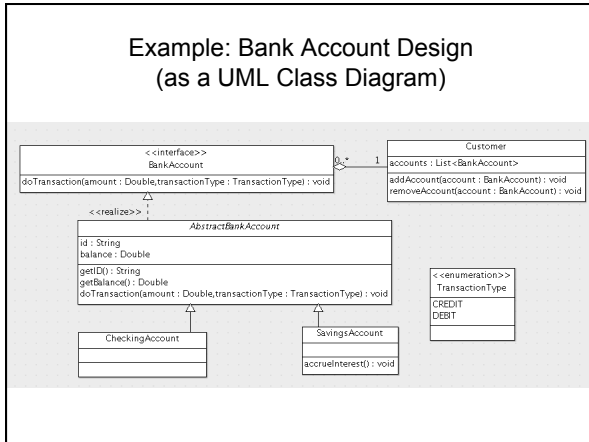 Example: Bank Account Design
(as a UML Class Diagram)
<<interface>>
BankAccount
doTransaction(amount : Double,transactionType : TransactionType) : void
0..*
1
Customer
accounts : List<BankAccount>
addAccount(account : BankAccount) : void
removeAccount(account : BankAccount) : void
<<realize>>
AbstractBankAccount
id : String
balance : Double
getID() : String
getBalance() : Double
doTransaction(amount : Double,transactionType : TransactionType) : void
<<enumeration>>
TransactionType
CREDIT
DEBIT
CheckingAccount
SavingsAccount
accrueInterest() : void